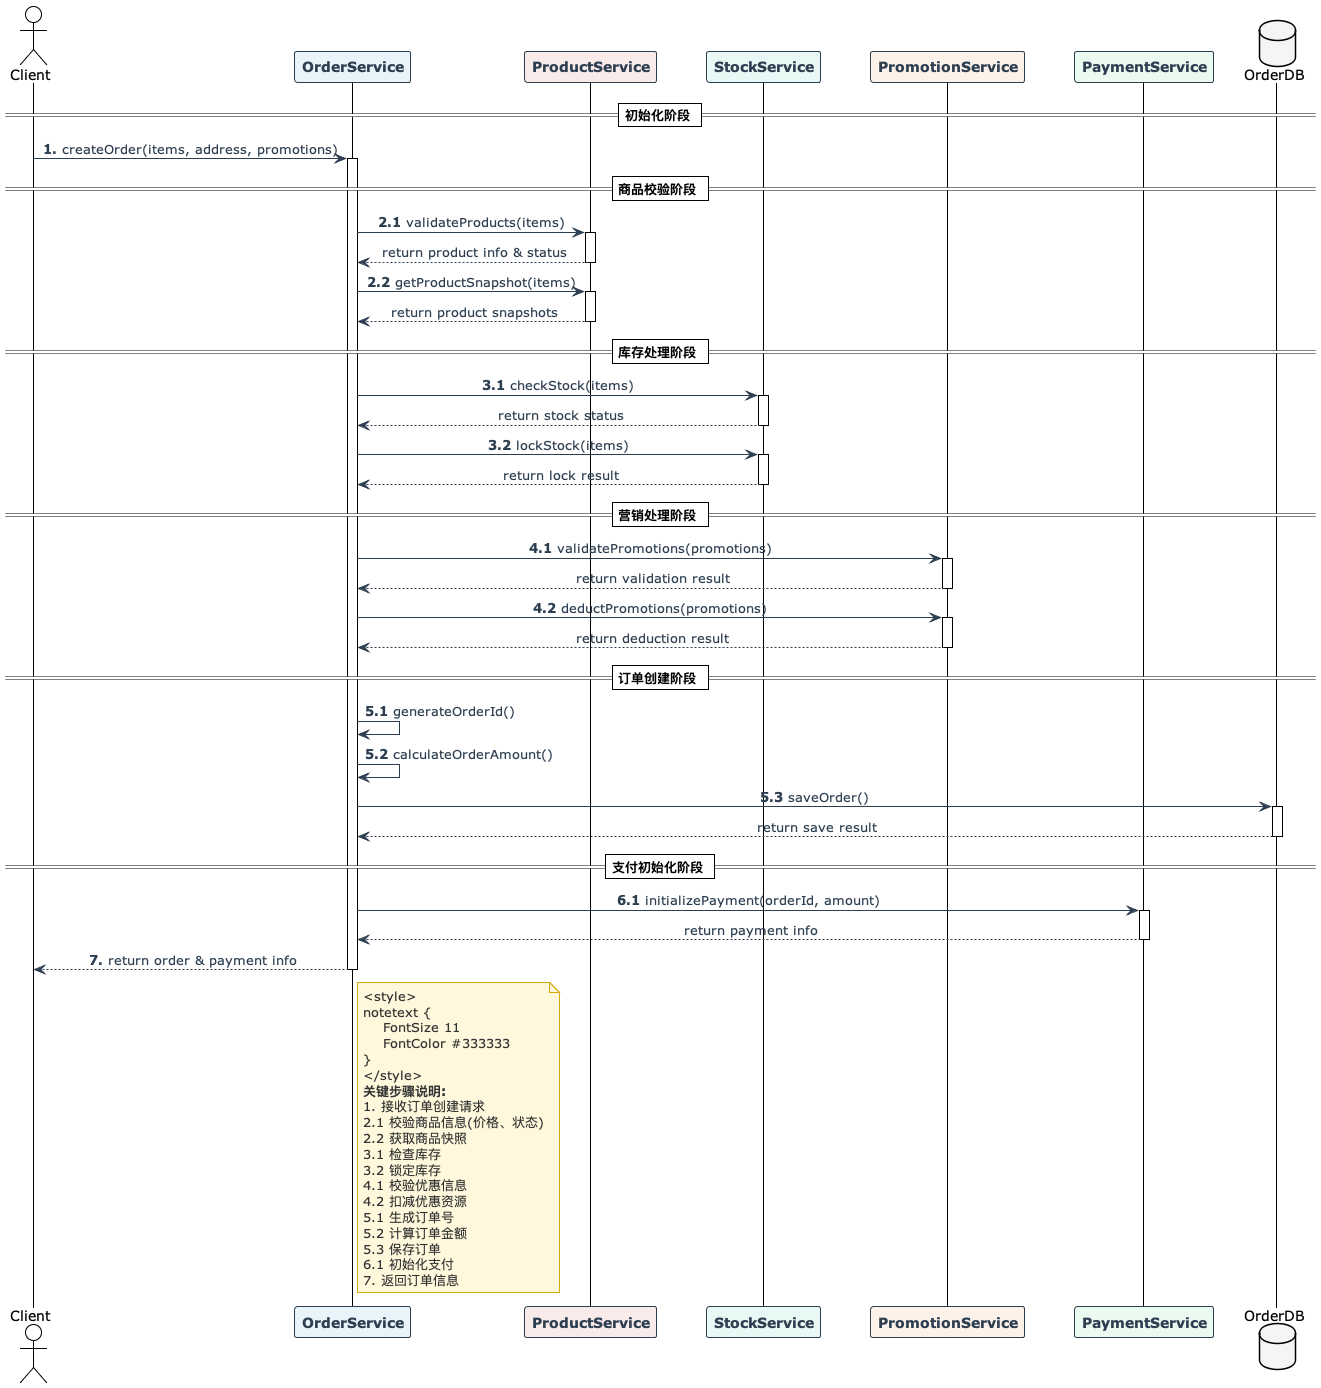 Client
OrderService
ProductService
StockService
PromotionService
PaymentService
OrderDB
初始化阶段
1. createOrder(items, address, promotions)
商品校验阶段
2.1 validateProducts(items)
return product info & status
2.2 getProductSnapshot(items)
return product snapshots
库存处理阶段
3.1 checkStock(items)
return stock status
3.2 lockStock(items)
return lock result
营销处理阶段
4.1 validatePromotions(promotions)
return validation result
4.2 deductPromotions(promotions)
return deduction result
订单创建阶段
5.1 generateOrderId()
5.2 calculateOrderAmount()
5.3 saveOrder()
return save result
支付初始化阶段
6.1 initializePayment(orderId, amount)
return payment info
7. return order & payment info
<style>
notetext {
FontSize 11
FontColor #333333
}
</style>
关键步骤说明:
1. 接收订单创建请求
2.1 校验商品信息(价格、状态)
2.2 获取商品快照
3.1 检查库存
3.2 锁定库存
4.1 校验优惠信息
4.2 扣减优惠资源
5.1 生成订单号
5.2 计算订单金额
5.3 保存订单
6.1 初始化支付
7. 返回订单信息
Client
OrderService
ProductService
StockService
PromotionService
PaymentService
OrderDB